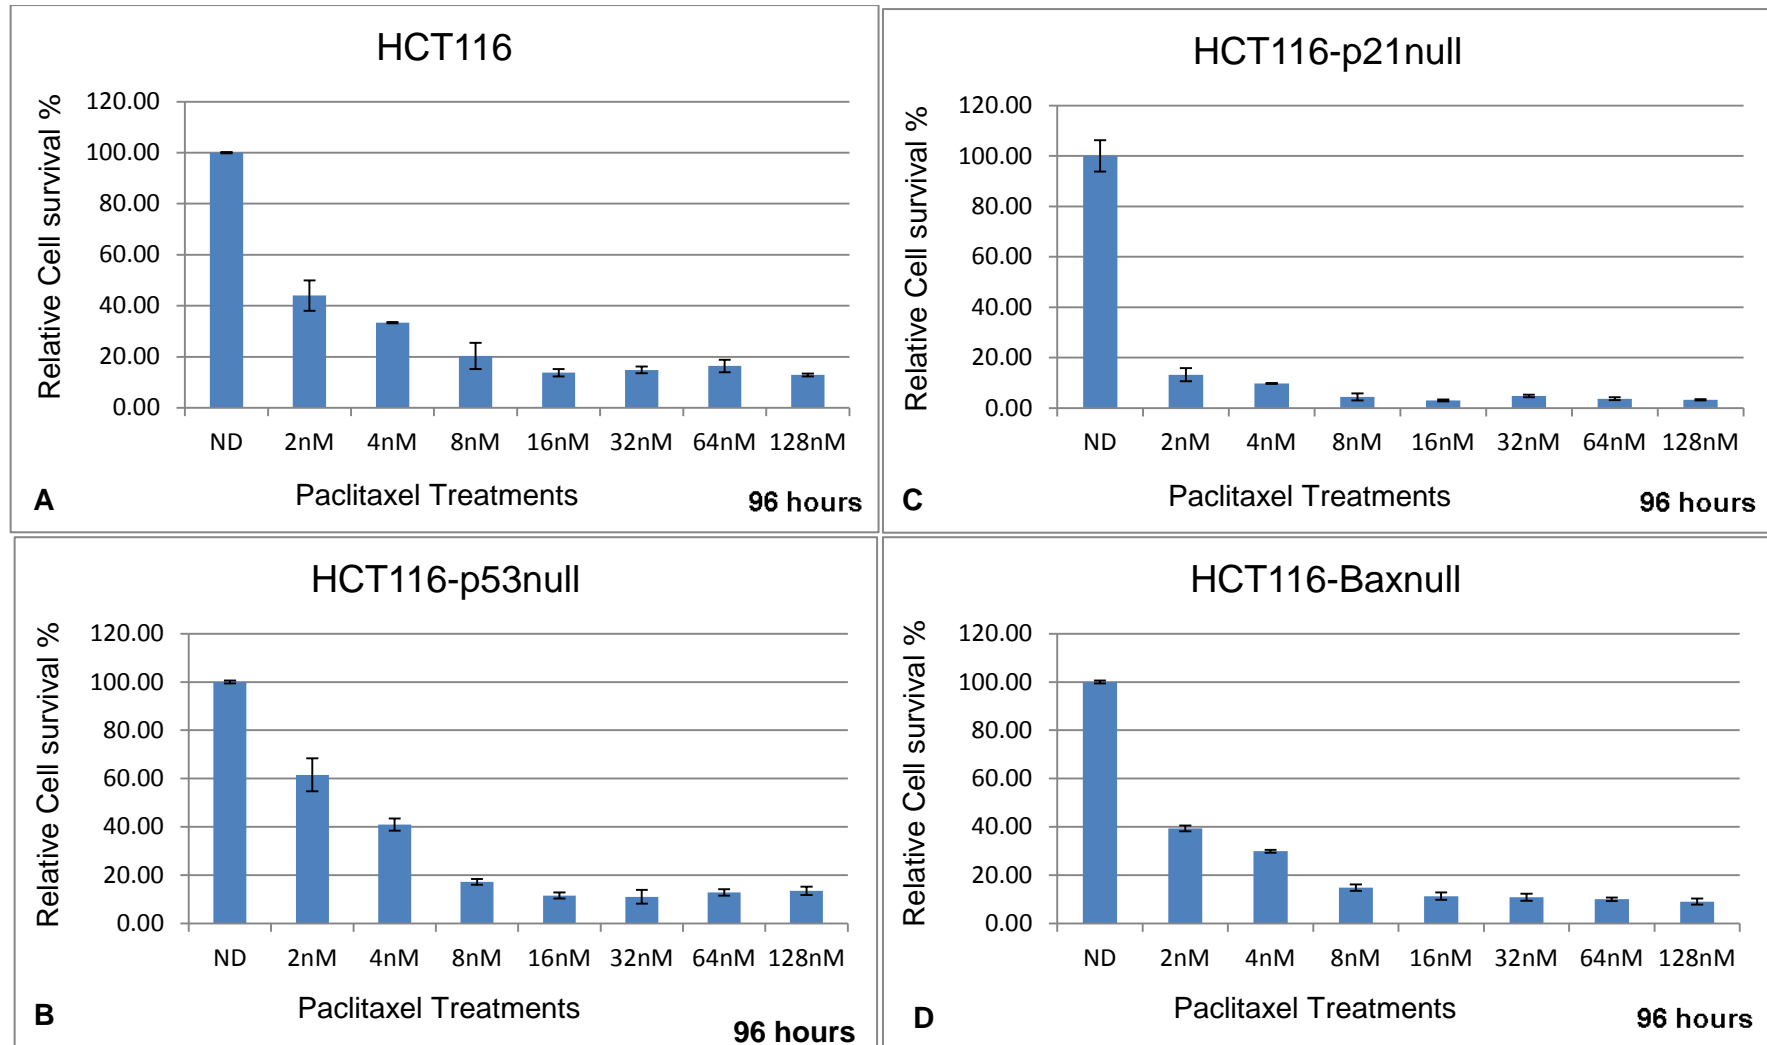 HCT116
Relative Cell survival %
120.00
100.00
80.00
60.00
40.00
20.00
0.00
ND 2nM 4nM 8nM 16nM 32nM 64nM 128nM
Paclitaxel Treatments
A
96 hours
HCT116-p21null
Relative Cell survival %
120.00
100.00
80.00
60.00
40.00
20.00
0.00
ND 2nM 4nM 8nM 16nM 32nM 64nM 128nM
Paclitaxel Treatments
C
96 hours
HCT116-p53null
Relative Cell survival %
120.00
100.00
80.00
60.00
40.00
20.00
0.00
ND 2nM 4nM 8nM 16nM 32nM 64nM 128nM
Paclitaxel Treatments
B
96 hours
HCT116-Baxnull
Relative Cell survival %
120.00
100.00
80.00
60.00
40.00
20.00
0.00
ND 2nM 4nM 8nM 16nM 32nM 64nM 128nM
Paclitaxel Treatments
D
96 hours